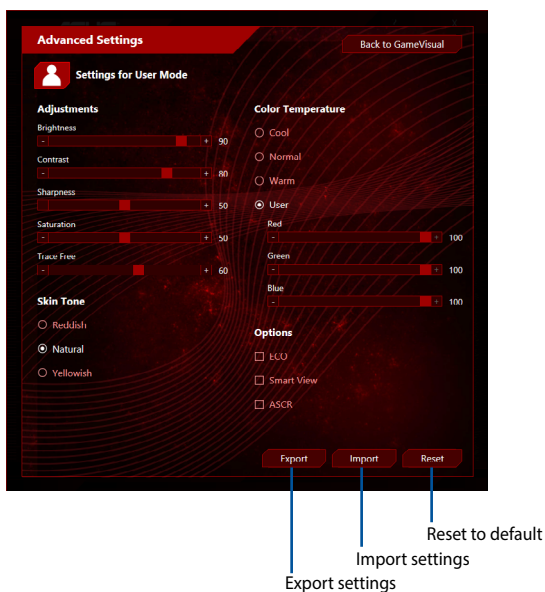 Advanced Settings
Back to GameVisual
Settings for User Mode
Adjustments
Brightness
- + 90
Contrast
- + 80
Sharpness
- + 50
Saturation
- + 50
Trace Free
- + 60
Skin Tone
Reddish
Natural
Yellowish
Color Temperature
Cool
Normal
Warm
User
Red
- + 100
Green
- + 100
Blue
- + 100
Options
ECO
Smart View
ASCR
Export Import Reset
Reset to default
Import settings
Export settings